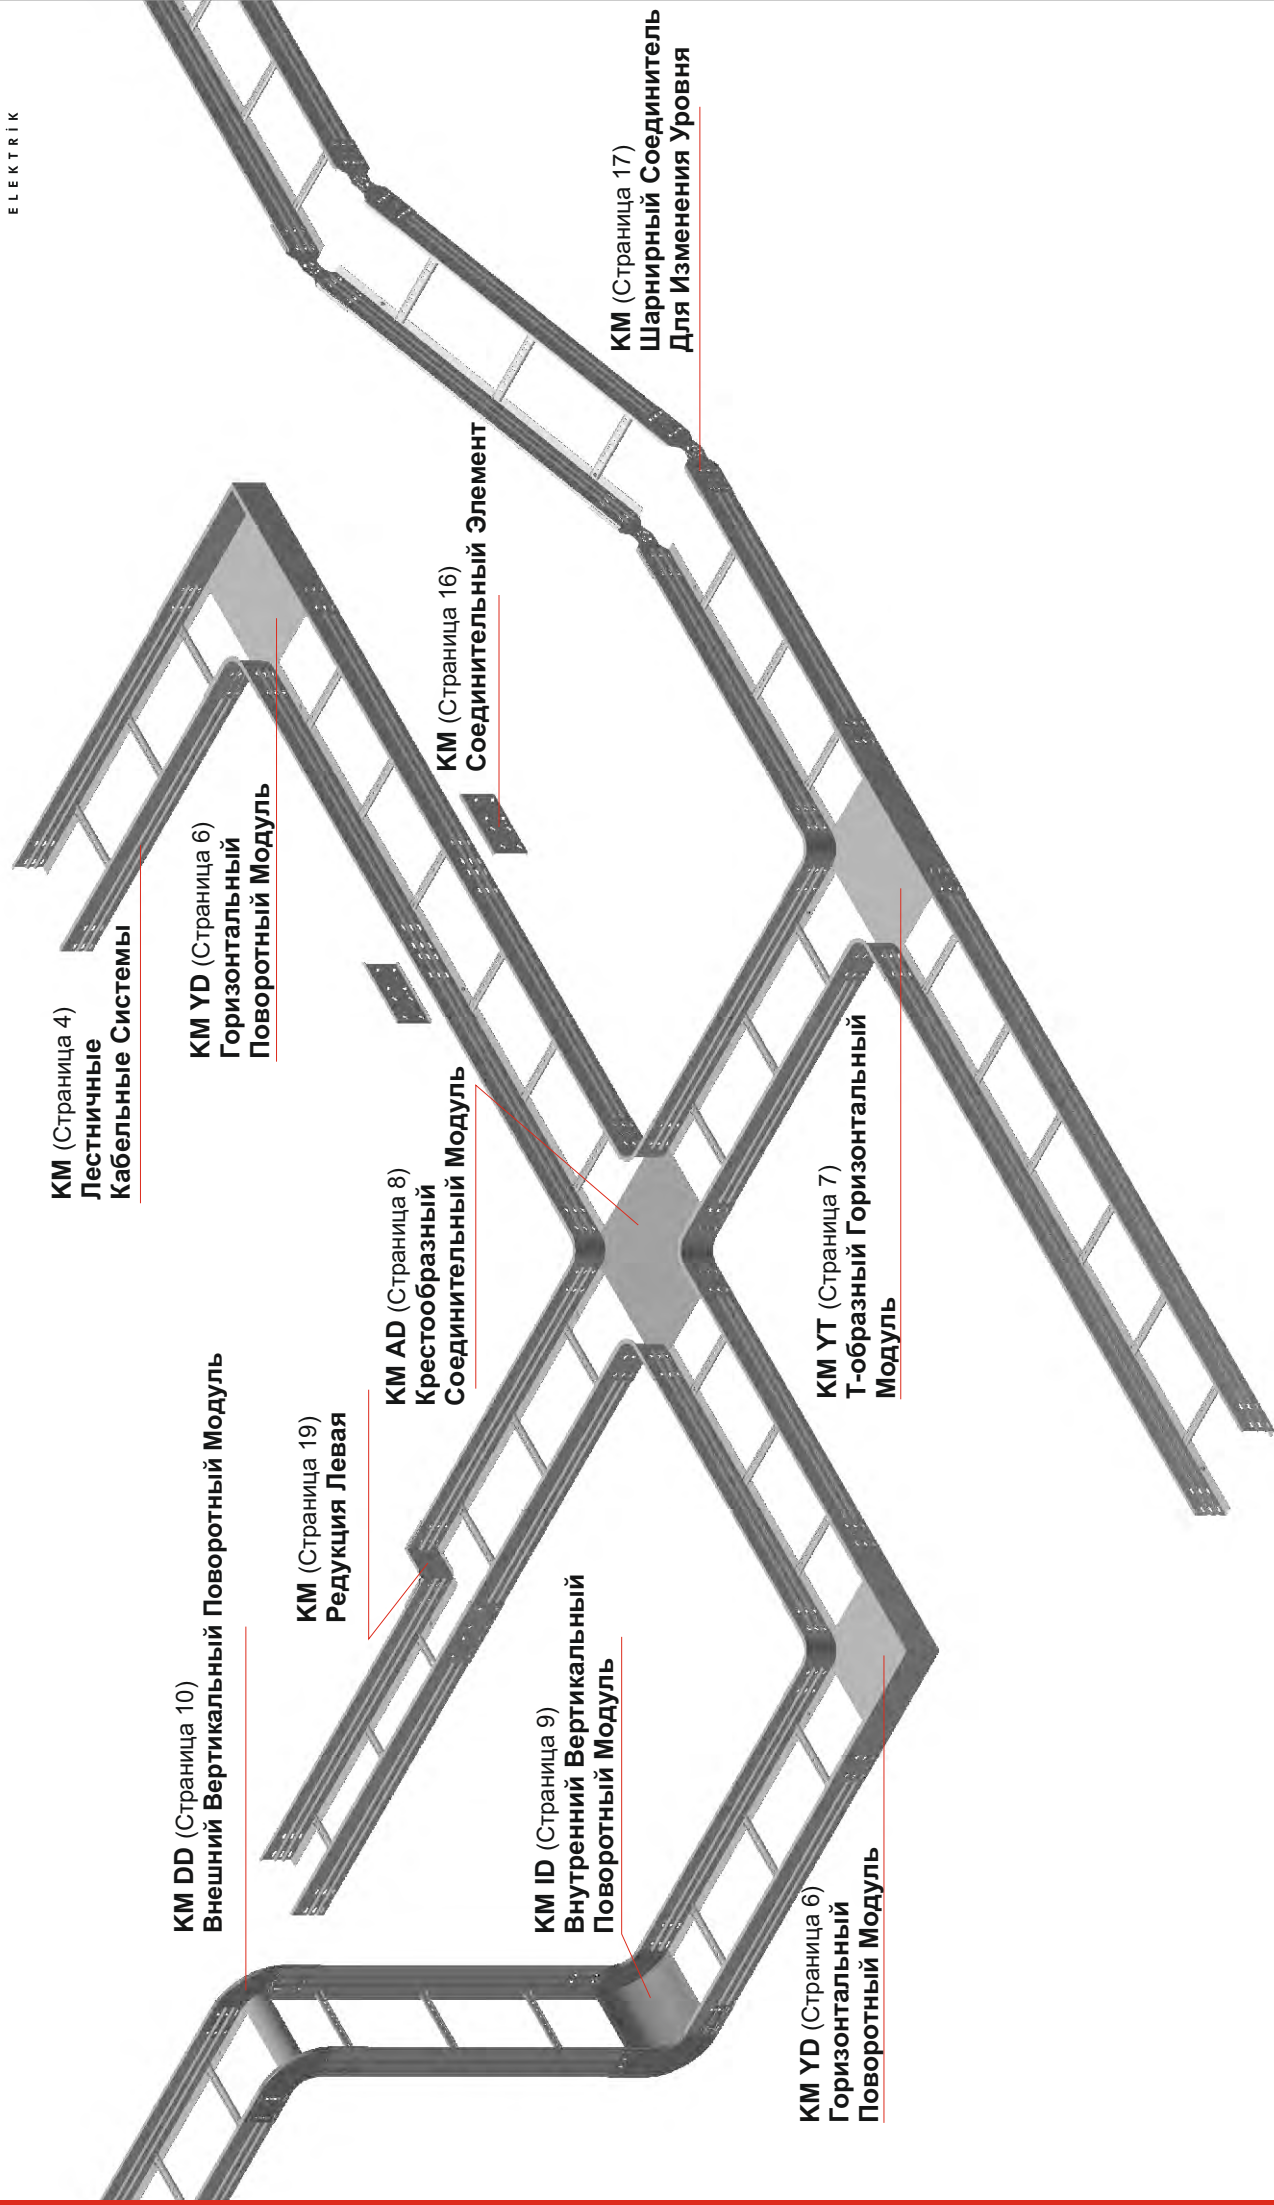 ELEKTRİK
KM (Страница 4)
Лестничные
Кабельные Системы
KM YD (Страница 6)
Горизонтальный
Поворотный Модуль
KM (Страница 16)
Соединительный Элемент
KM (Страница 17)
Шарнирный Соединитель
Для Изменения Уровня
KM DD (Страница 10)
Внешний Вертикальный Поворотный Модуль
KM (Страница 19)
Редукция Левая
KM AD (Страница 8)
Крестообразный
Соединительный Модуль
KM ID (Страница 9)
Внутренний Вертикальный
Поворотный Модуль
KM YD (Страница 6)
Горизонтальный
Поворотный Модуль
KM YT (Страница 7)
Т-образный Горизонтальный
Модуль